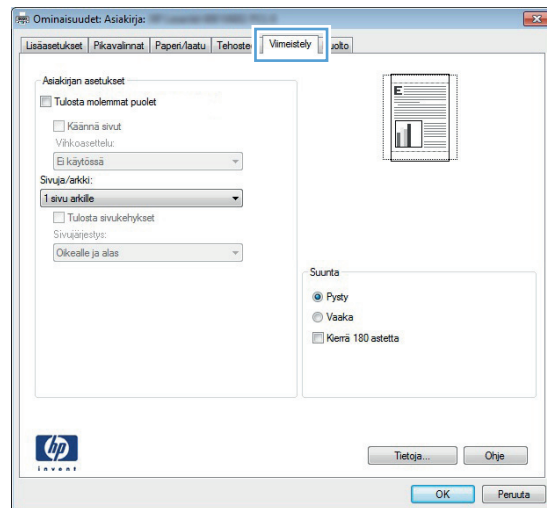 Ominaisuudet: Asiakirja:
Lisäasetukset Pikavalinnat Paperi/laatu Viimeistely
Asiakirjan asetukset
Tulosta molemmat puolet
Käännä sivut
Vihkoasettelu:
Ei käytössä
Sivuja/arkki:
1 sivu arkille
Tulosta sivukehykset
Sivujärjestys:
Oikealle ja alas
E
Suunta
Pysty
Vaaka
Kierrä 180 astetta
hp
invent
Tietoja... Ohje
OK Peruuta